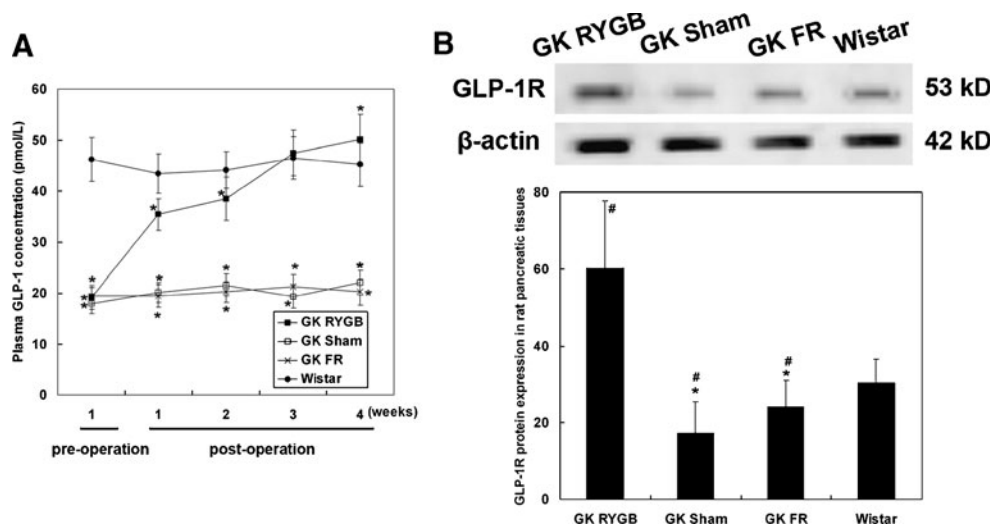 A
Plasma GLP-1 concentration (pmol/L)
60
50
40
30
20
10
0
* * * * * * * * * * * * * *
GK RYGB
GK Sham
GK FR
Wistar
1 1 2 3 4 (weeks)
pre-operation post-operation
B
GK RYGB GK Sham GK FR Wistar
GLP-1R 53 kD
β-actin 42 kD
GLP-1R protein expression in rat pancreatic tissues
80
60
40
20
0
#
#
*
#
*
GK RYGB GK Sham GK FR Wistar